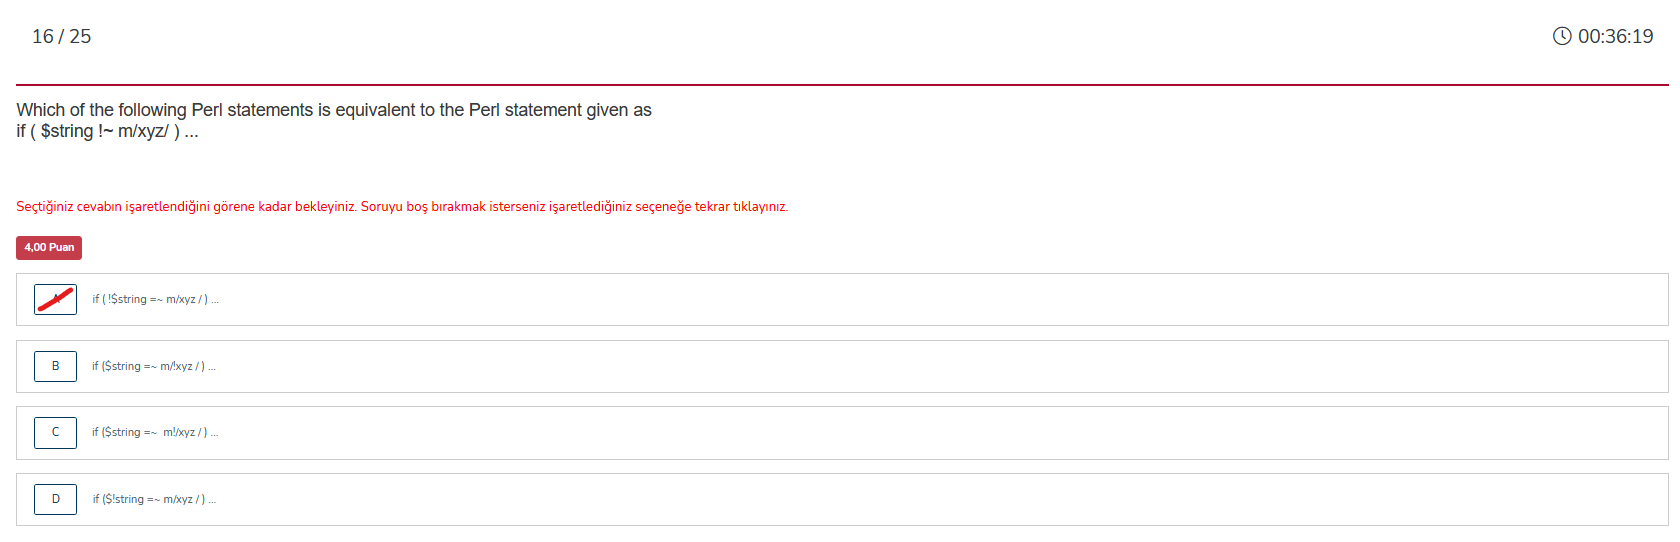 16 / 25
00:36:19
Which of the following Perl statements is equivalent to the Perl statement given as
if ( $string !~ m/xyz/ ) ...
Seçtiğiniz cevabın işaretlendiğini görene kadar bekleyiniz. Soruyu boş bırakmak isterseniz işaretlediğiniz seçeneğe tekrar tıklayınız.
4,00 Puan
A if ( !$string =~ m/xyz / ) ...
B if ($string =~ m/!xyz / ) ...
C if ($string =~ m!/xyz / ) ...
D if ($!string =~ m/xyz / ) ...